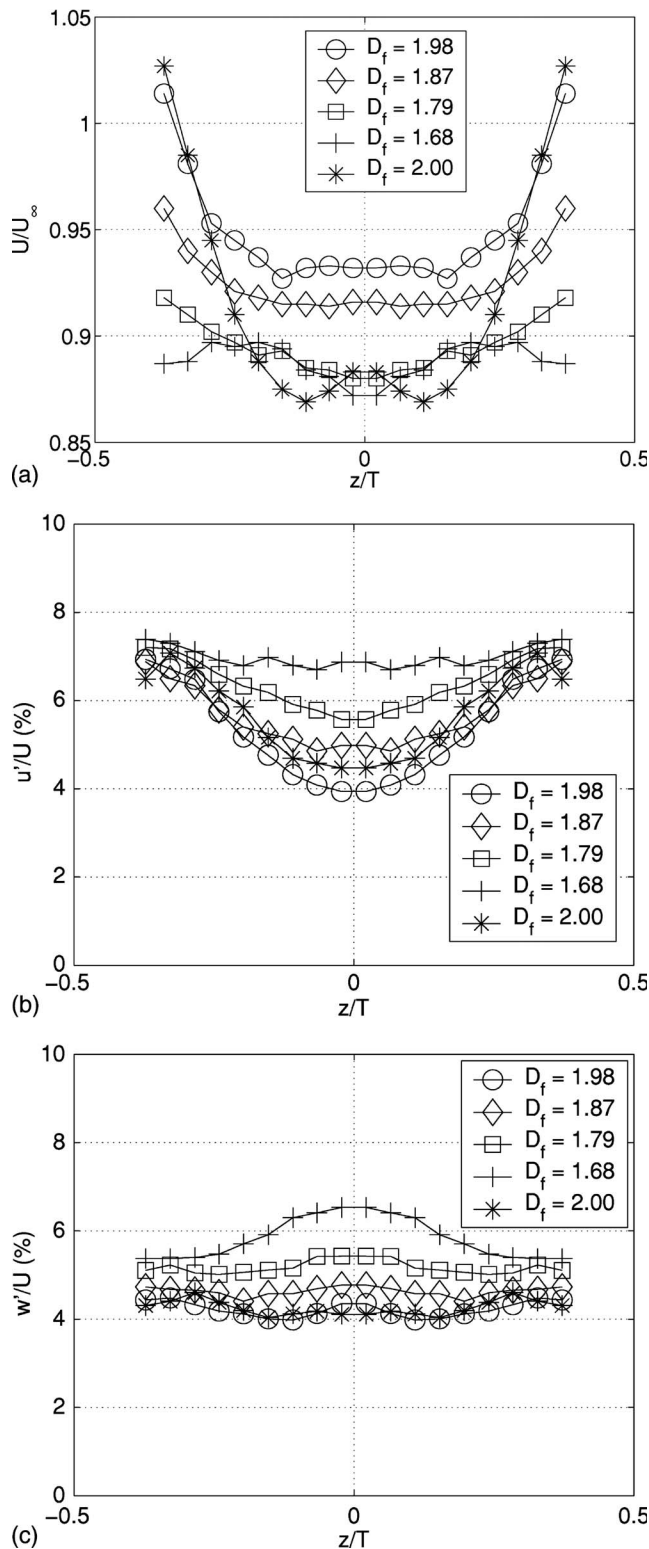 1.05
1
0.95
0.9
0.85
U/U∞
D_f = 1.98
D_f = 1.87
D_f = 1.79
D_f = 1.68
D_f = 2.00
−0.5 0 0.5
z/T
(a)
10
8
6
4
2
0
u'/U (%)
D_f = 1.98
D_f = 1.87
D_f = 1.79
D_f = 1.68
D_f = 2.00
−0.5 0 0.5
z/T
(b)
10
8
6
4
2
0
w'/U (%)
D_f = 1.98
D_f = 1.87
D_f = 1.79
D_f = 1.68
D_f = 2.00
−0.5 0 0.5
z/T
(c)